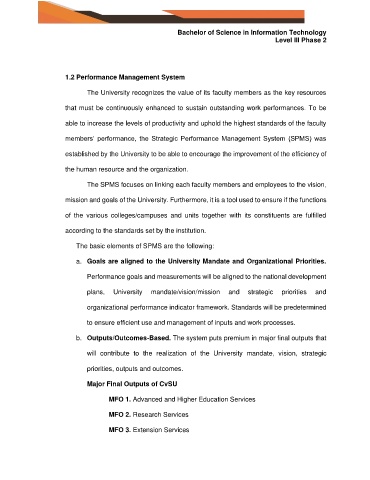 Bachelor of Science in Information Technology
Level III Phase 2
1.2 Performance Management System
The University recognizes the value of its faculty members as the key resources
that must be continuously enhanced to sustain outstanding work performances. To be
able to increase the levels of productivity and uphold the highest standards of the faculty
members' performance, the Strategic Performance Management System (SPMS) was
established by the University to be able to encourage the improvement of the efficiency of
the human resource and the organization.
The SPMS focuses on linking each faculty members and employees to the vision,
mission and goals of the University. Furthermore, it is a tool used to ensure if the functions
of the various colleges/campuses and units together with its constituents are fulfilled
according to the standards set by the institution.
The basic elements of SPMS are the following:
a. Goals are aligned to the University Mandate and Organizational Priorities.
Performance goals and measurements will be aligned to the national development
plans, University mandate/vision/mission and strategic priorities and
organizational performance indicator framework. Standards will be predetermined
to ensure efficient use and management of inputs and work processes.
b. Outputs/Outcomes-Based. The system puts premium in major final outputs that
will contribute to the realization of the University mandate, vision, strategic
priorities, outputs and outcomes.
Major Final Outputs of CvSU
MFO 1. Advanced and Higher Education Services
MFO 2. Research Services
MFO 3. Extension Services